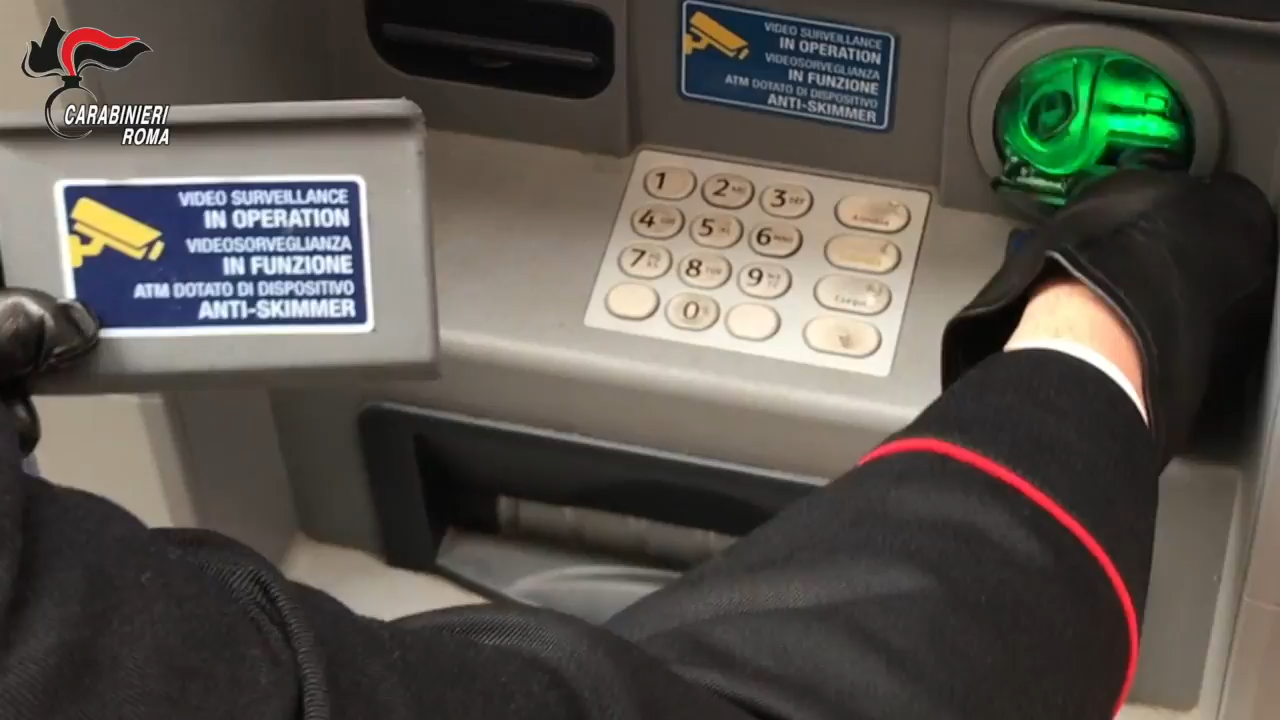 CARABINIERI
ROMA
VIDEO SURVEILLANCE
IN OPERATION
VIDEOSORVEGLIANZA
IN FUNZIONE
ATM DOTATO DI DISPOSITIVO
ANTI-SKIMMER
VIDEO SURVEILLANCE
IN OPERATION
VIDEOSORVEGLIANZA
IN FUNZIONE
ATM DOTATO DI DISPOSITIVO
ANTI-SKIMMER
1 2 3
4 5 6
7 8 9
0